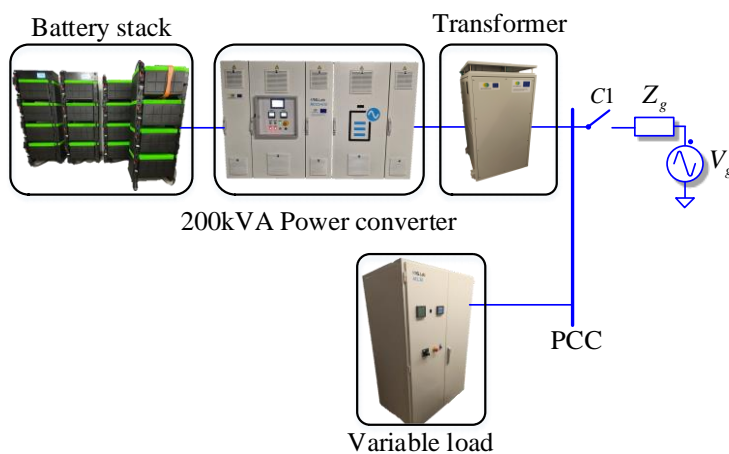 Battery stack
Transformer
C1
Z_g
V_g
200kVA Power converter
PCC
Variable load